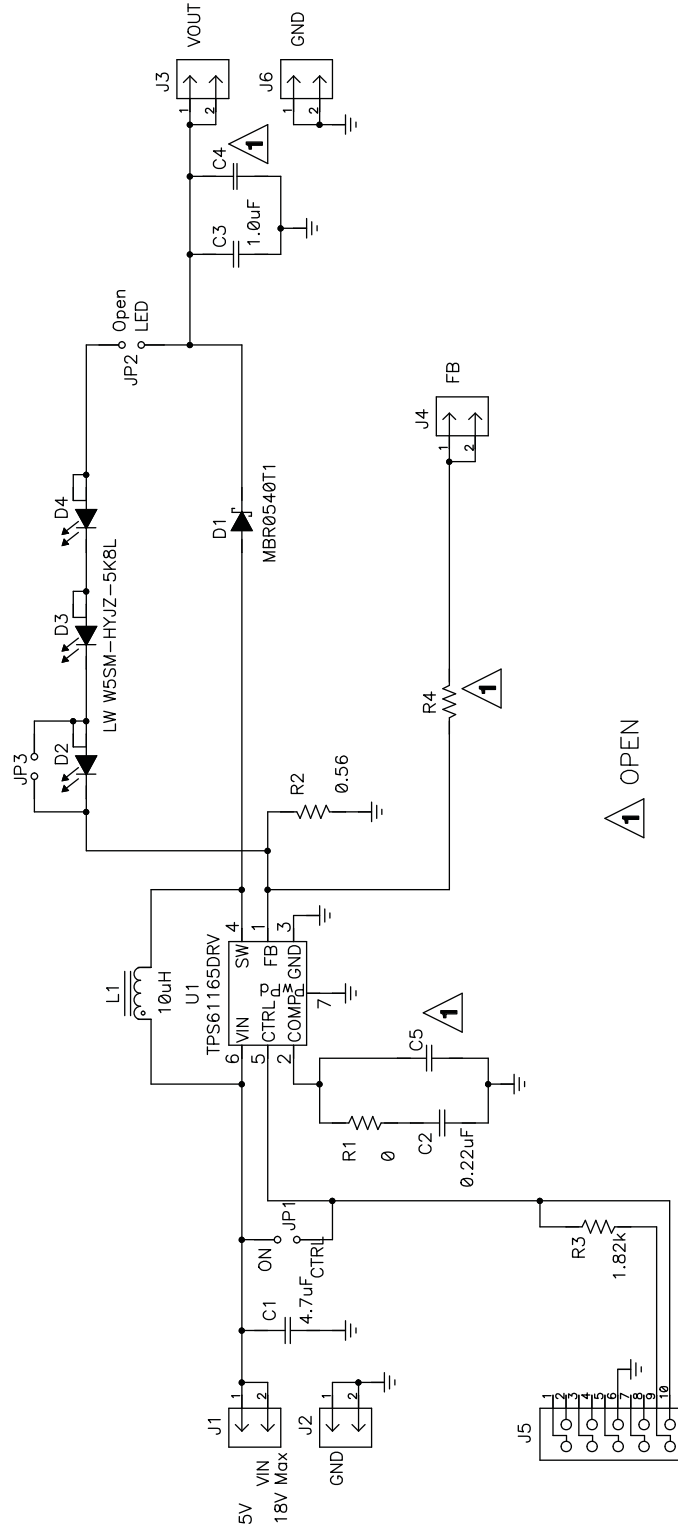 5V
VIN
18V Max
J1
1
2
J2
1
2
GND
C1
4.7uF
ON
JP1
CTRL
L1
10uH
U1
TPS61165DRV
6
VIN
SW
4
5
CTRL
FB
1
2
COMP
GND
3
PwPd
7
R1
0
C2
0.22uF
C5
1
R2
0.56
JP3
D2
D3
D4
LW W5SM-HYJZ-5K8L
JP2
Open
LED
D1
MBR0540T1
C3
1.0uF
C4
1
J3
1
2
VOUT
J6
1
2
GND
R4
1
J4
1
2
FB
J5
1
2
3
4
5
6
7
8
9
10
R3
1.82k
1 OPEN